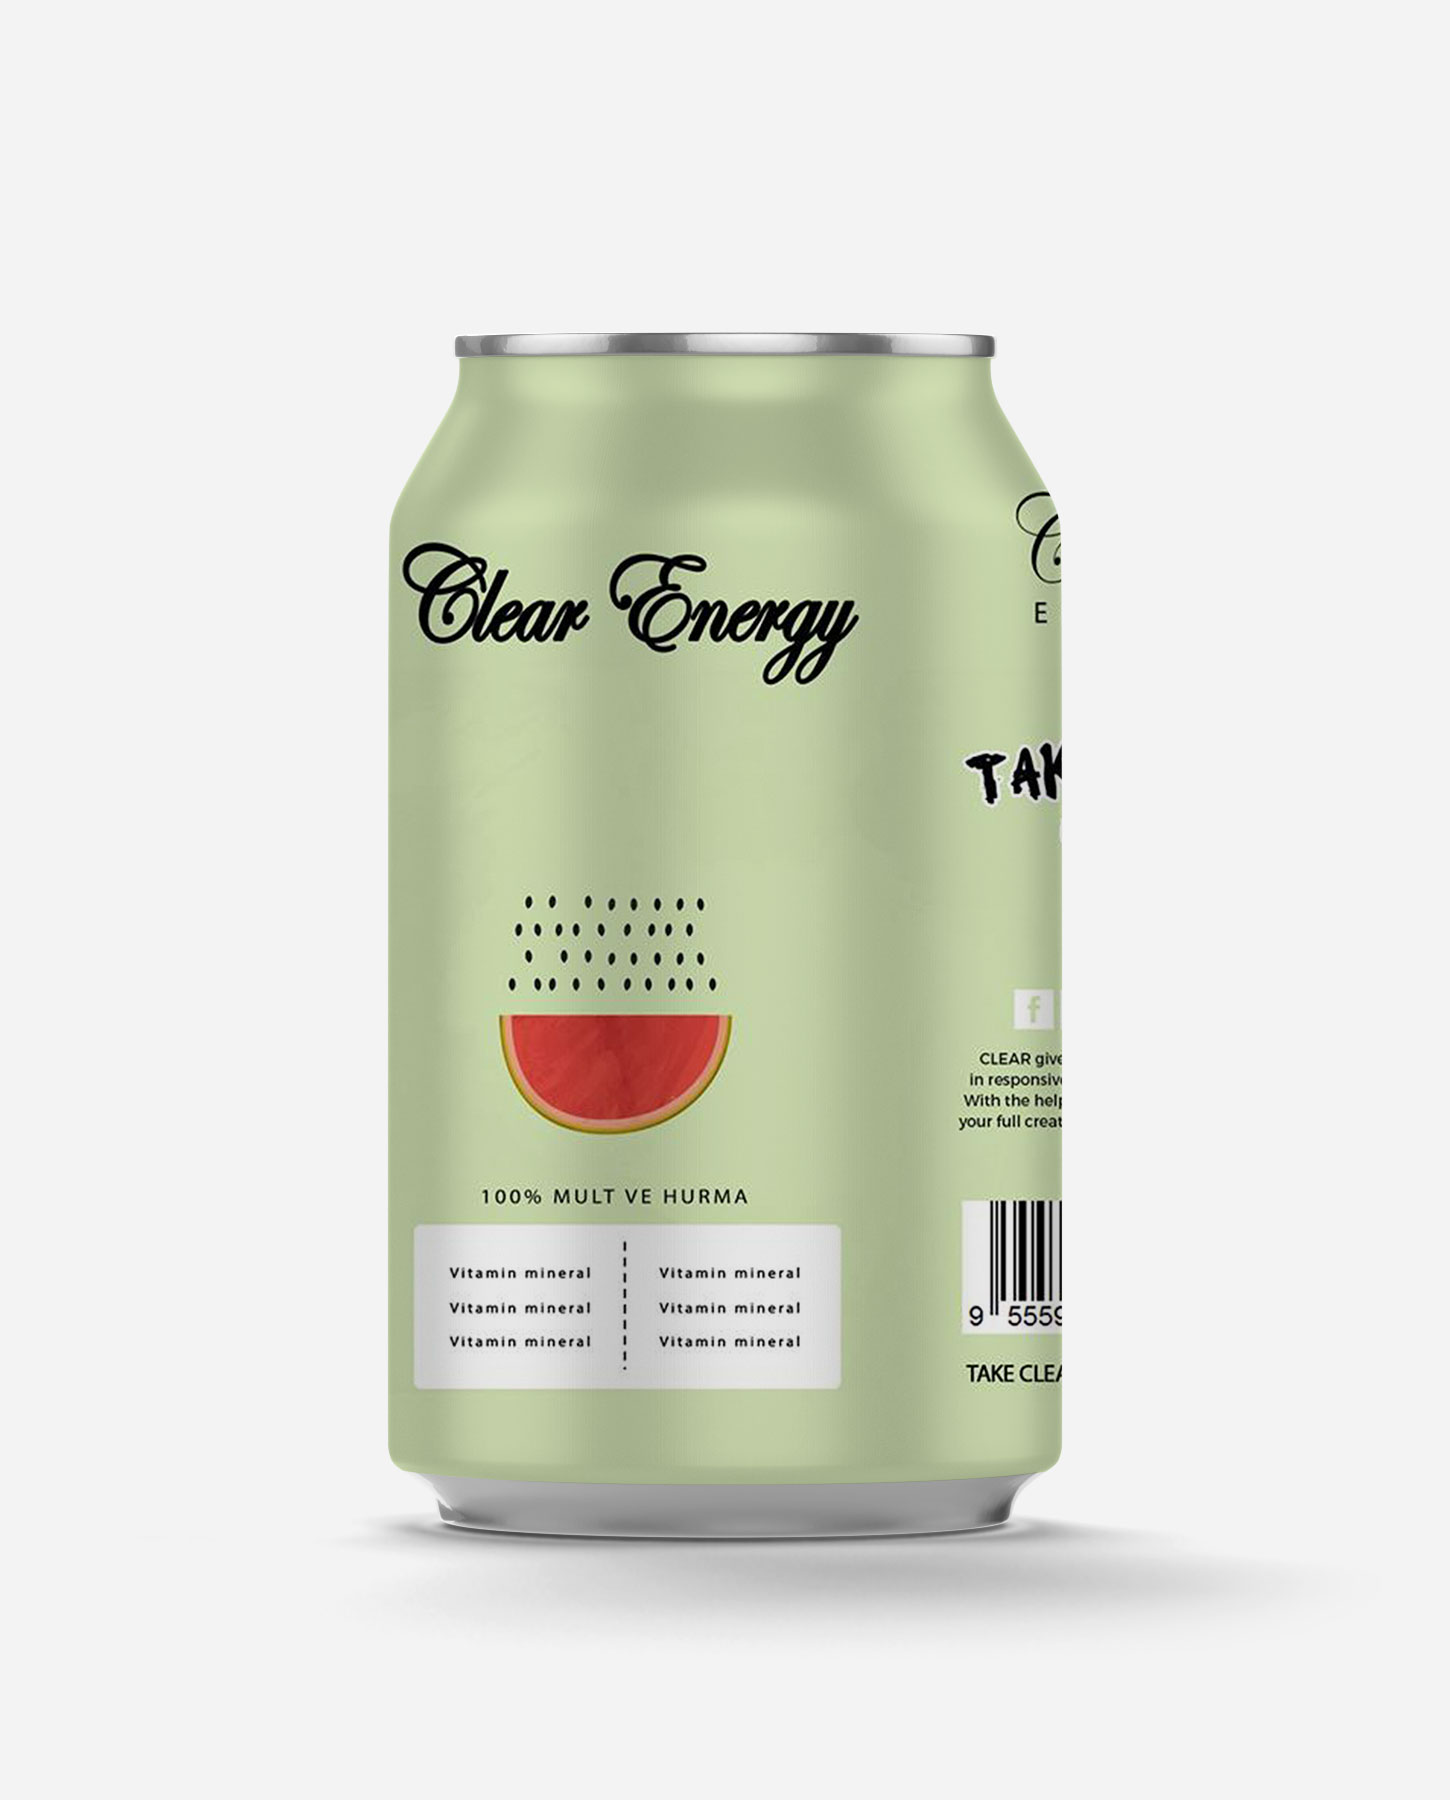 Clear Energy
100% MULT VE HURMA
Vitamin mineral
Vitamin mineral
Vitamin mineral
Vitamin mineral
Vitamin mineral
Vitamin mineral
C
E
TAK
f
CLEAR give
in responsive
With the help
your full creat
9 5559
TAKE CLEA